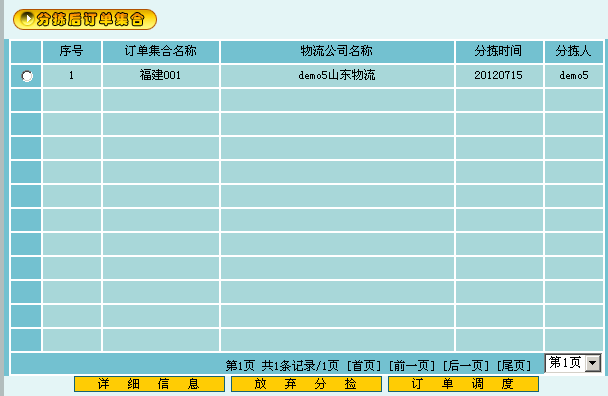 分拣后订单集合
序号 订单集合名称 物流公司名称 分拣时间 分拣人
1 福建001 demo5山东物流 20120715 demo5
第1页 共1条记录/1页 [首页] [前一页] [后一页] [尾页] 第1页
详细信息 放弃分捡 订单调度